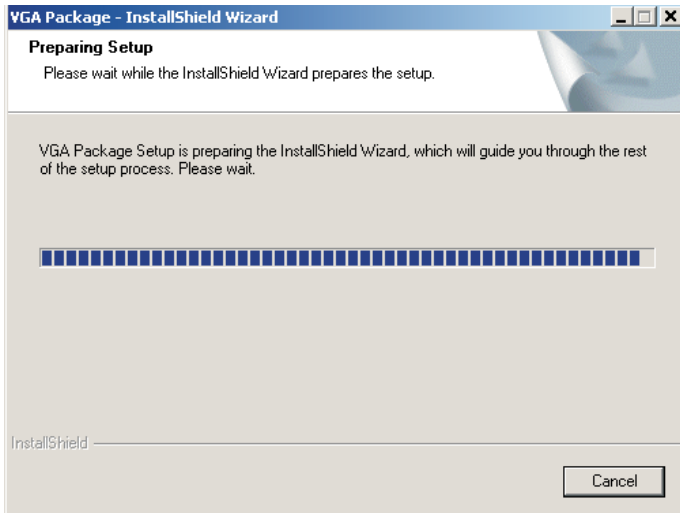 VGA Package - InstallShield Wizard
Preparing Setup
Please wait while the InstallShield Wizard prepares the setup.
VGA Package Setup is preparing the InstallShield Wizard, which will guide you through the rest
of the setup process. Please wait.
InstallShield
Cancel